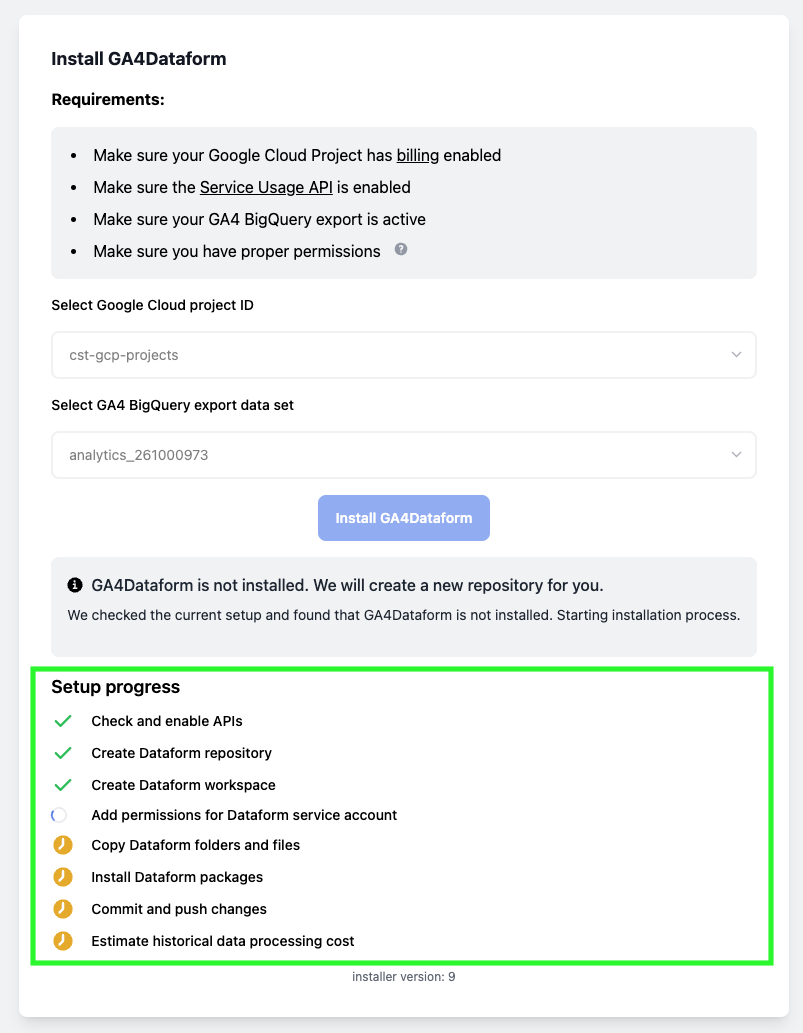 Install GA4Dataform
Requirements:
• Make sure your Google Cloud Project has billing enabled
• Make sure the Service Usage API is enabled
• Make sure your GA4 BigQuery export is active
• Make sure you have proper permissions ?
Select Google Cloud project ID
cst-gcp-projects
Select GA4 BigQuery export data set
analytics_261000973
Install GA4Dataform
GA4Dataform is not installed. We will create a new repository for you.
We checked the current setup and found that GA4Dataform is not installed. Starting installation process.
Setup progress
Check and enable APIs
Create Dataform repository
Create Dataform workspace
Add permissions for Dataform service account
Copy Dataform folders and files
Install Dataform packages
Commit and push changes
Estimate historical data processing cost
installer version: 9